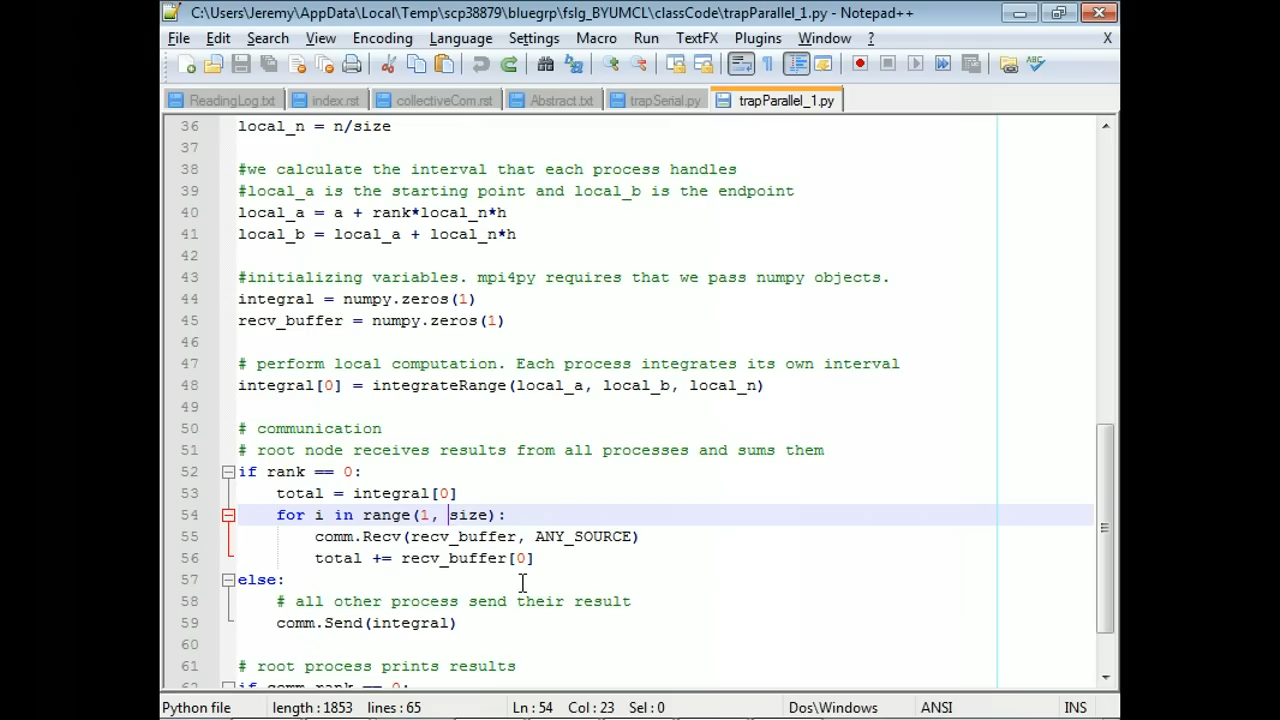 C:\Users\Jeremy\AppData\Local\Temp\scp38879\bluegrp\fslg_BYUMCL\classCode\trapParallel_1.py - Notepad++
File Edit Search View Encoding Language Settings Macro Run TextFX Plugins Window ? X
ReadingLog.txt index.rst collectiveCom.rst Abstract.txt trapSerial.py trapParallel_1.py
36 local_n = n/size
37
38 #we calculate the interval that each process handles
39 #local_a is the starting point and local_b is the endpoint
40 local_a = a + rank*local_n*h
41 local_b = local_a + local_n*h
42
43 #initializing variables. mpi4py requires that we pass numpy objects.
44 integral = numpy.zeros(1)
45 recv_buffer = numpy.zeros(1)
46
47 # perform local computation. Each process integrates its own interval
48 integral[0] = integrateRange(local_a, local_b, local_n)
49
50 # communication
51 # root node receives results from all processes and sums them
52 if rank == 0:
53 total = integral[0]
54 for i in range(1, size):
55 comm.Recv(recv_buffer, ANY_SOURCE)
56 total += recv_buffer[0]
57 else:
58 # all other process send their result
59 comm.Send(integral)
60
61 # root process prints results
62 if comm.rank == 0:
Python file length : 1853 lines : 65 Ln : 54 Col : 23 Sel : 0 Dos\Windows ANSI INS